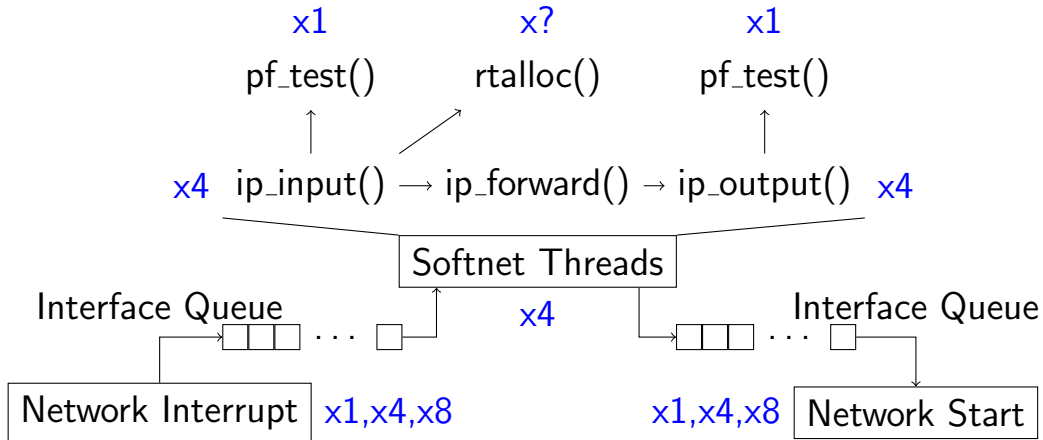 x1 x? x1
pf_test() rtalloc() pf_test()
x4 ip_input() ip_forward() ip_output() x4
Softnet Threads
Interface Queue x4 Interface Queue
. . . . . .
Network Interrupt x1,x4,x8 x1,x4,x8 Network Start